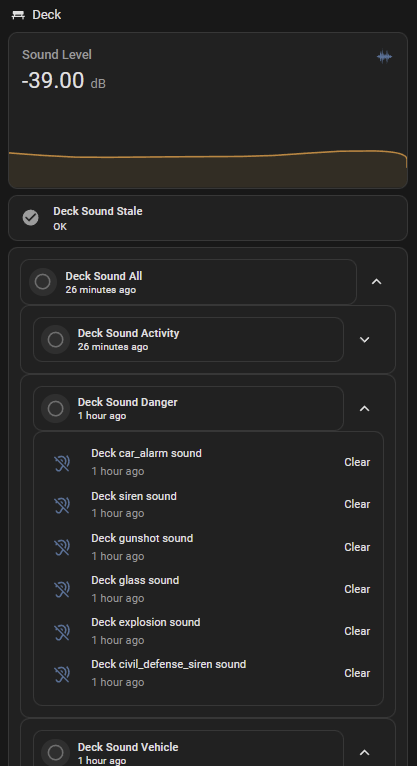 Deck
Sound Level
-39.00 dB
Deck Sound Stale
OK
Deck Sound All
26 minutes ago
Deck Sound Activity
26 minutes ago
Deck Sound Danger
1 hour ago
Deck car_alarm sound
1 hour ago
Clear
Deck siren sound
1 hour ago
Clear
Deck gunshot sound
1 hour ago
Clear
Deck glass sound
1 hour ago
Clear
Deck explosion sound
1 hour ago
Clear
Deck civil_defense_siren sound
1 hour ago
Clear
Deck Sound Vehicle
1 hour ago